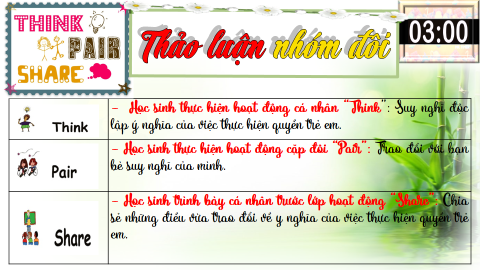 THINK
PAIR
SHARE
Thảo luận nhóm đôi
03:00
Think
- Học sinh thực hiện hoạt động cá nhân "Think": Suy nghĩ độc
lập ý nghĩa của việc thực hiện quyền trẻ em.
Pair
- Học sinh thực hiện hoạt động cặp đôi "Pair": Trao đổi với bạn
bè suy nghĩ của mình.
Share
- Học sinh trình bày cá nhân trước lớp hoạt động "Share": Chia
sẻ những điều vừa trao đổi về ý nghĩa của việc thực hiện quyền trẻ
em.